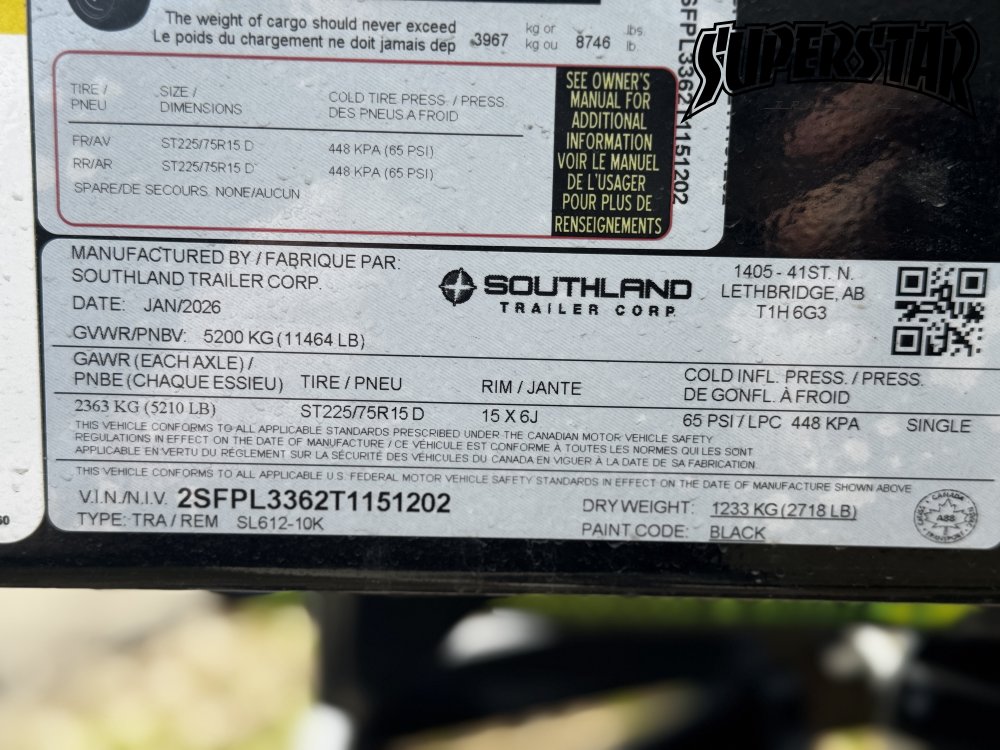 The weight of cargo should never exceed
Le poids du chargement ne doit jamais dep
3967
kg or
kg ou
8746
lbs
lb.
TIRE /
PNEU
SIZE /
DIMENSIONS
COLD TIRE PRESS. / PRESS.
DES PNEUS A FROID
FR/AV ST225/75R15 D 448 KPA (65 PSI)
RR/AR ST225/75R15 D 448 KPA (65 PSI)
SPARE/DE SECOURS. NONE/AUCUN
SEE OWNER'S
MANUAL FOR
ADDITIONAL
INFORMATION
VOIR LE MANUEL
DE L'USAGER
POUR PLUS DE
RENSEIGNEMENTS
SFPL3362T1151202
SUPERSTAR
MANUFACTURED BY / FABRIQUE PAR:
SOUTHLAND TRAILER CORP.
DATE: JAN/2026
GVWR/PNBV: 5200 KG (11464 LB)
SOUTHLAND
TRAILER CORP
1405 - 41ST. N.
LETHBRIDGE, AB
T1H 6G3
GAWR (EACH AXLE) /
PNBE (CHAQUE ESSIEU)
TIRE / PNEU
RIM / JANTE
COLD INFL. PRESS. / PRESS.
DE GONFL. À FROID
2363 KG (5210 LB) ST225/75R15 D 15 X 6J 65 PSI / LPC 448 KPA SINGLE
THIS VEHICLE CONFORMS TO ALL APPLICABLE STANDARDS PRESCRIBED UNDER THE CANADIAN MOTOR VEHICLE SAFETY
REGULATIONS IN EFFECT ON THE DATE OF MANUFACTURE / CE VÉHICULE EST CONFORME À TOUTES LES NORMES QUI LES SONT
APPLICABLE EN VERTU DU RÉGLEMENT SUR LA SÉCURITÉ DES VÉHICULES DU CANADA EN VIGUER À LA DATE DE SA FABRICATION.
THIS VEHICLE CONFORMS TO ALL APPLICABLE U.S. FEDERAL MOTOR VEHICLE SAFETY STANDARDS IN EFFECT ON THE DATE OF MANUFACTURE SHOWN ABOVE
V.I.N./N.I.V. 2SFPL3362T1151202
TYPE: TRA / REM SL612-10K
DRY WEIGHT: 1233 KG (2718 LB)
PAINT CODE: BLACK
CANADA
A88
TRANSPORT